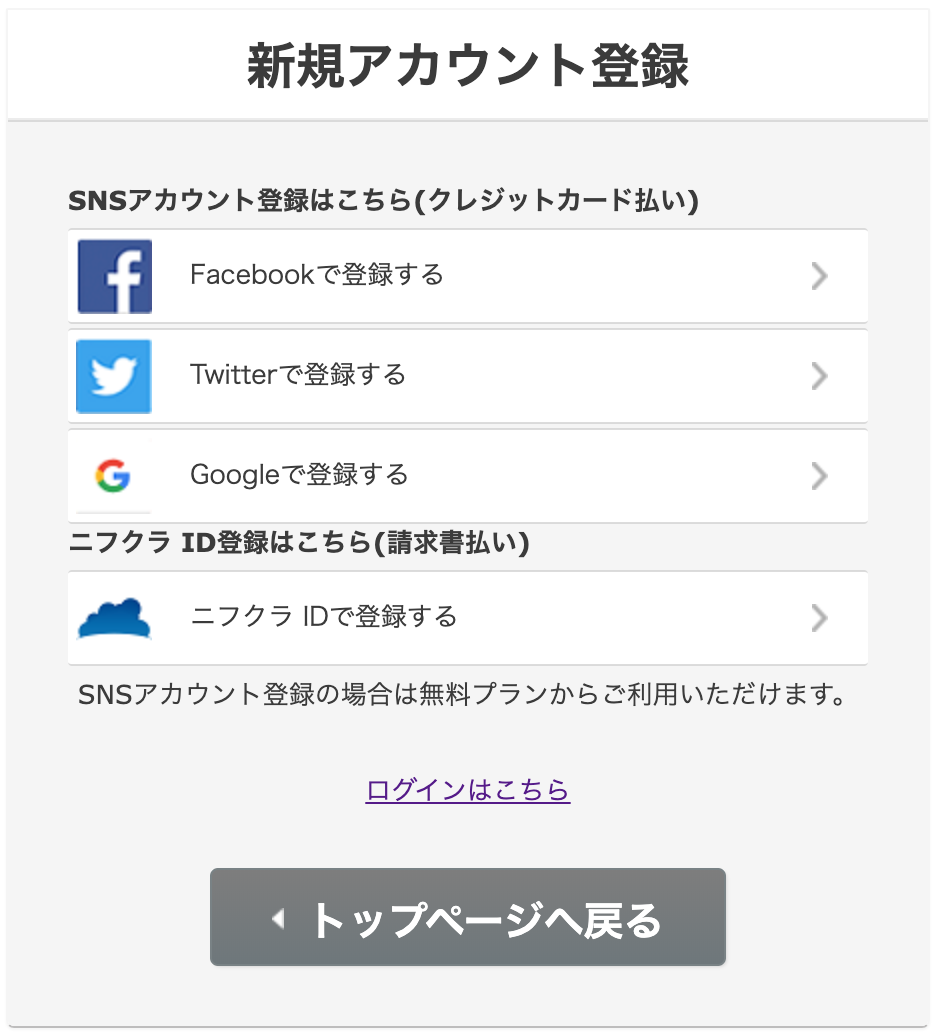 新規アカウント登録
SNSアカウント登録はこちら(クレジットカード払い)
Facebookで登録する
Twitterで登録する
Googleで登録する
ニフクラ ID登録はこちら(請求書払い)
ニフクラ IDで登録する
SNSアカウント登録の場合は無料プランからご利用いただけます。
ログインはこちら
トップページへ戻る